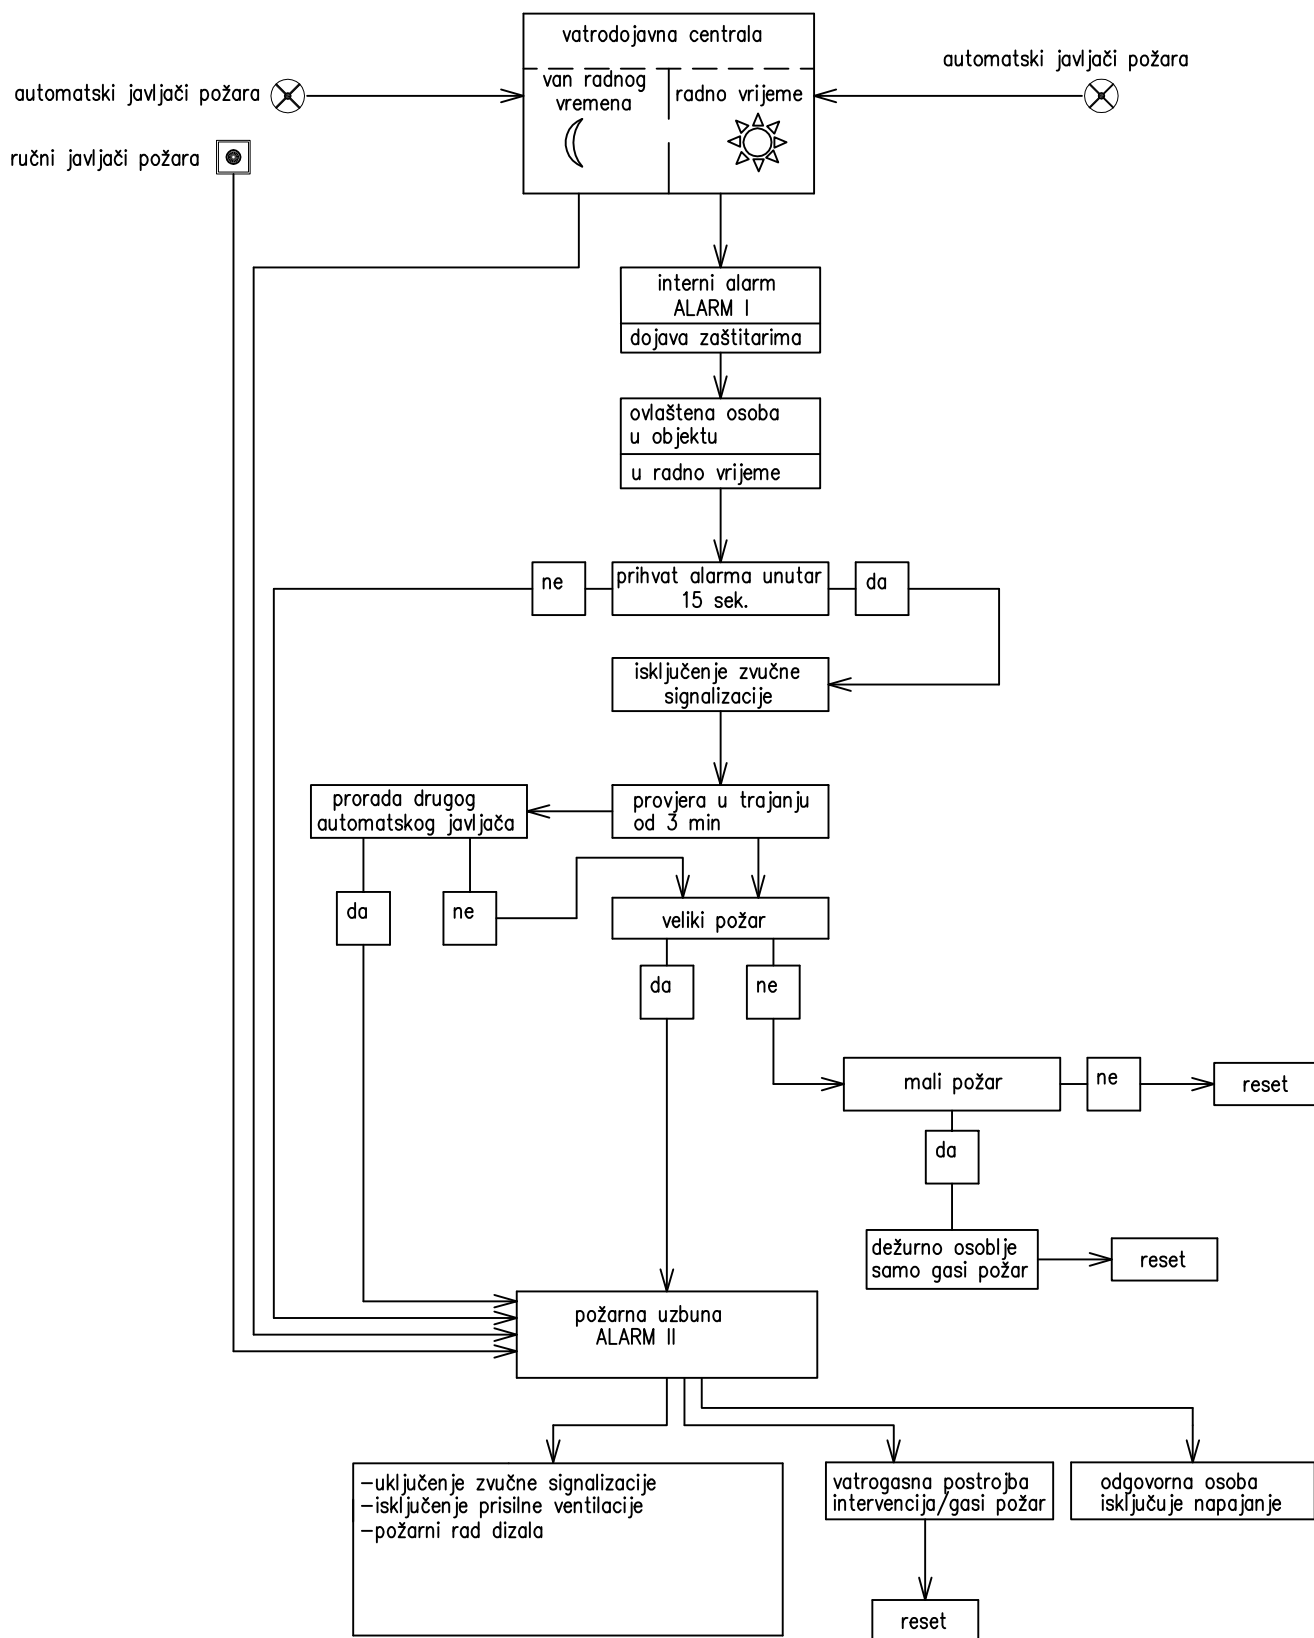 vatrodojavna centrala
automatski javljači požara
automatski javljači požara
van radnog
vremena
radno vrijeme
ručni javljači požara
interni alarm
ALARM I
dojava zaštitarima
ovlaštena osoba
u objektu
u radno vrijeme
ne
prihvat alarma unutar
15 sek.
da
isključenje zvučne
signalizacije
prorada drugog
automatskog javljača
provjera u trajanju
od 3 min
da
ne
veliki požar
da
ne
mali požar
ne
reset
da
dežurno osoblje
samo gasi požar
reset
požarna uzbuna
ALARM II
-uključenje zvučne signalizacije
-isključenje prisilne ventilacije
-požarni rad dizala
vatrogasna postrojba
intervencija/gasi požar
odgovorna osoba
isključuje napajanje
reset